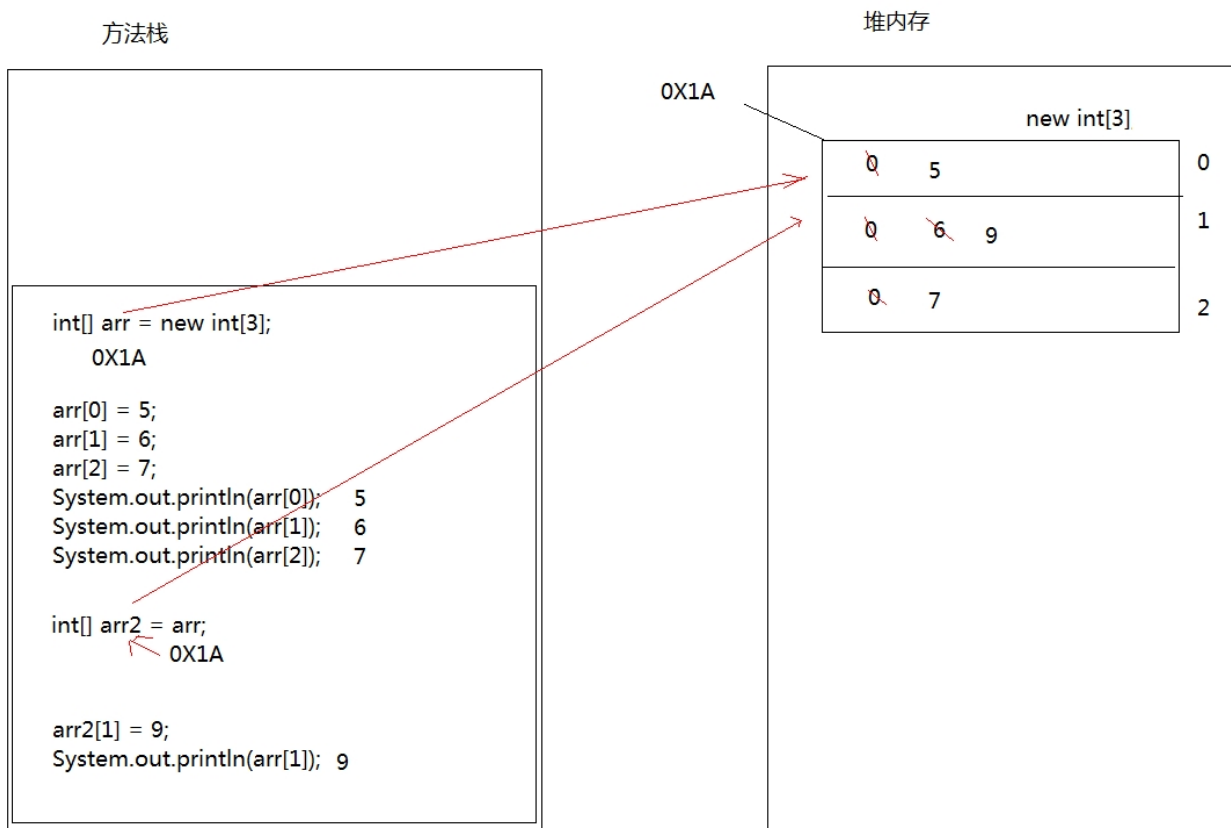 方法栈
堆内存
0X1A
new int[3]
0 5 0
0 6 9 1
0 7 2
int[] arr = new int[3];
0X1A
arr[0] = 5;
arr[1] = 6;
arr[2] = 7;
System.out.println(arr[0]); 5
System.out.println(arr[1]); 6
System.out.println(arr[2]); 7
int[] arr2 = arr;
0X1A
arr2[1] = 9;
System.out.println(arr[1]); 9